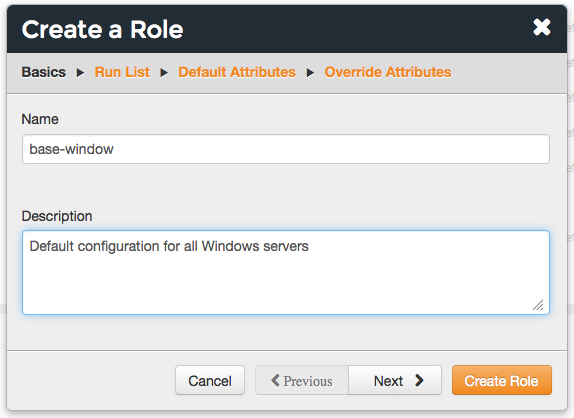 Create a Role
Basics Run List Default Attributes Override Attributes
Name
base-window
Description
Default configuration for all Windows servers
Cancel Previous Next Create Role